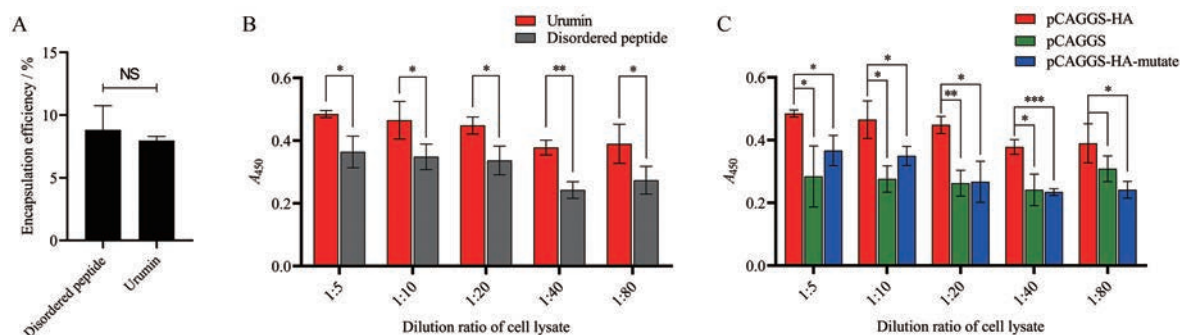 A
Encapsulation efficiency / %
15
10
5
0
NS
Disordered peptide
Urumin
B
Urumin
Disordered peptide
A450
0.6
0.4
0.2
0.0
*
*
*
**
*
1:5
1:10
1:20
1:40
1:80
Dilution ratio of cell lysate
C
pCAGGS-HA
pCAGGS
pCAGGS-HA-mutate
A450
0.6
0.4
0.2
0.0
*
*
*
*
*
**
***
*
*
1:5
1:10
1:20
1:40
1:80
Dilution ratio of cell lysate